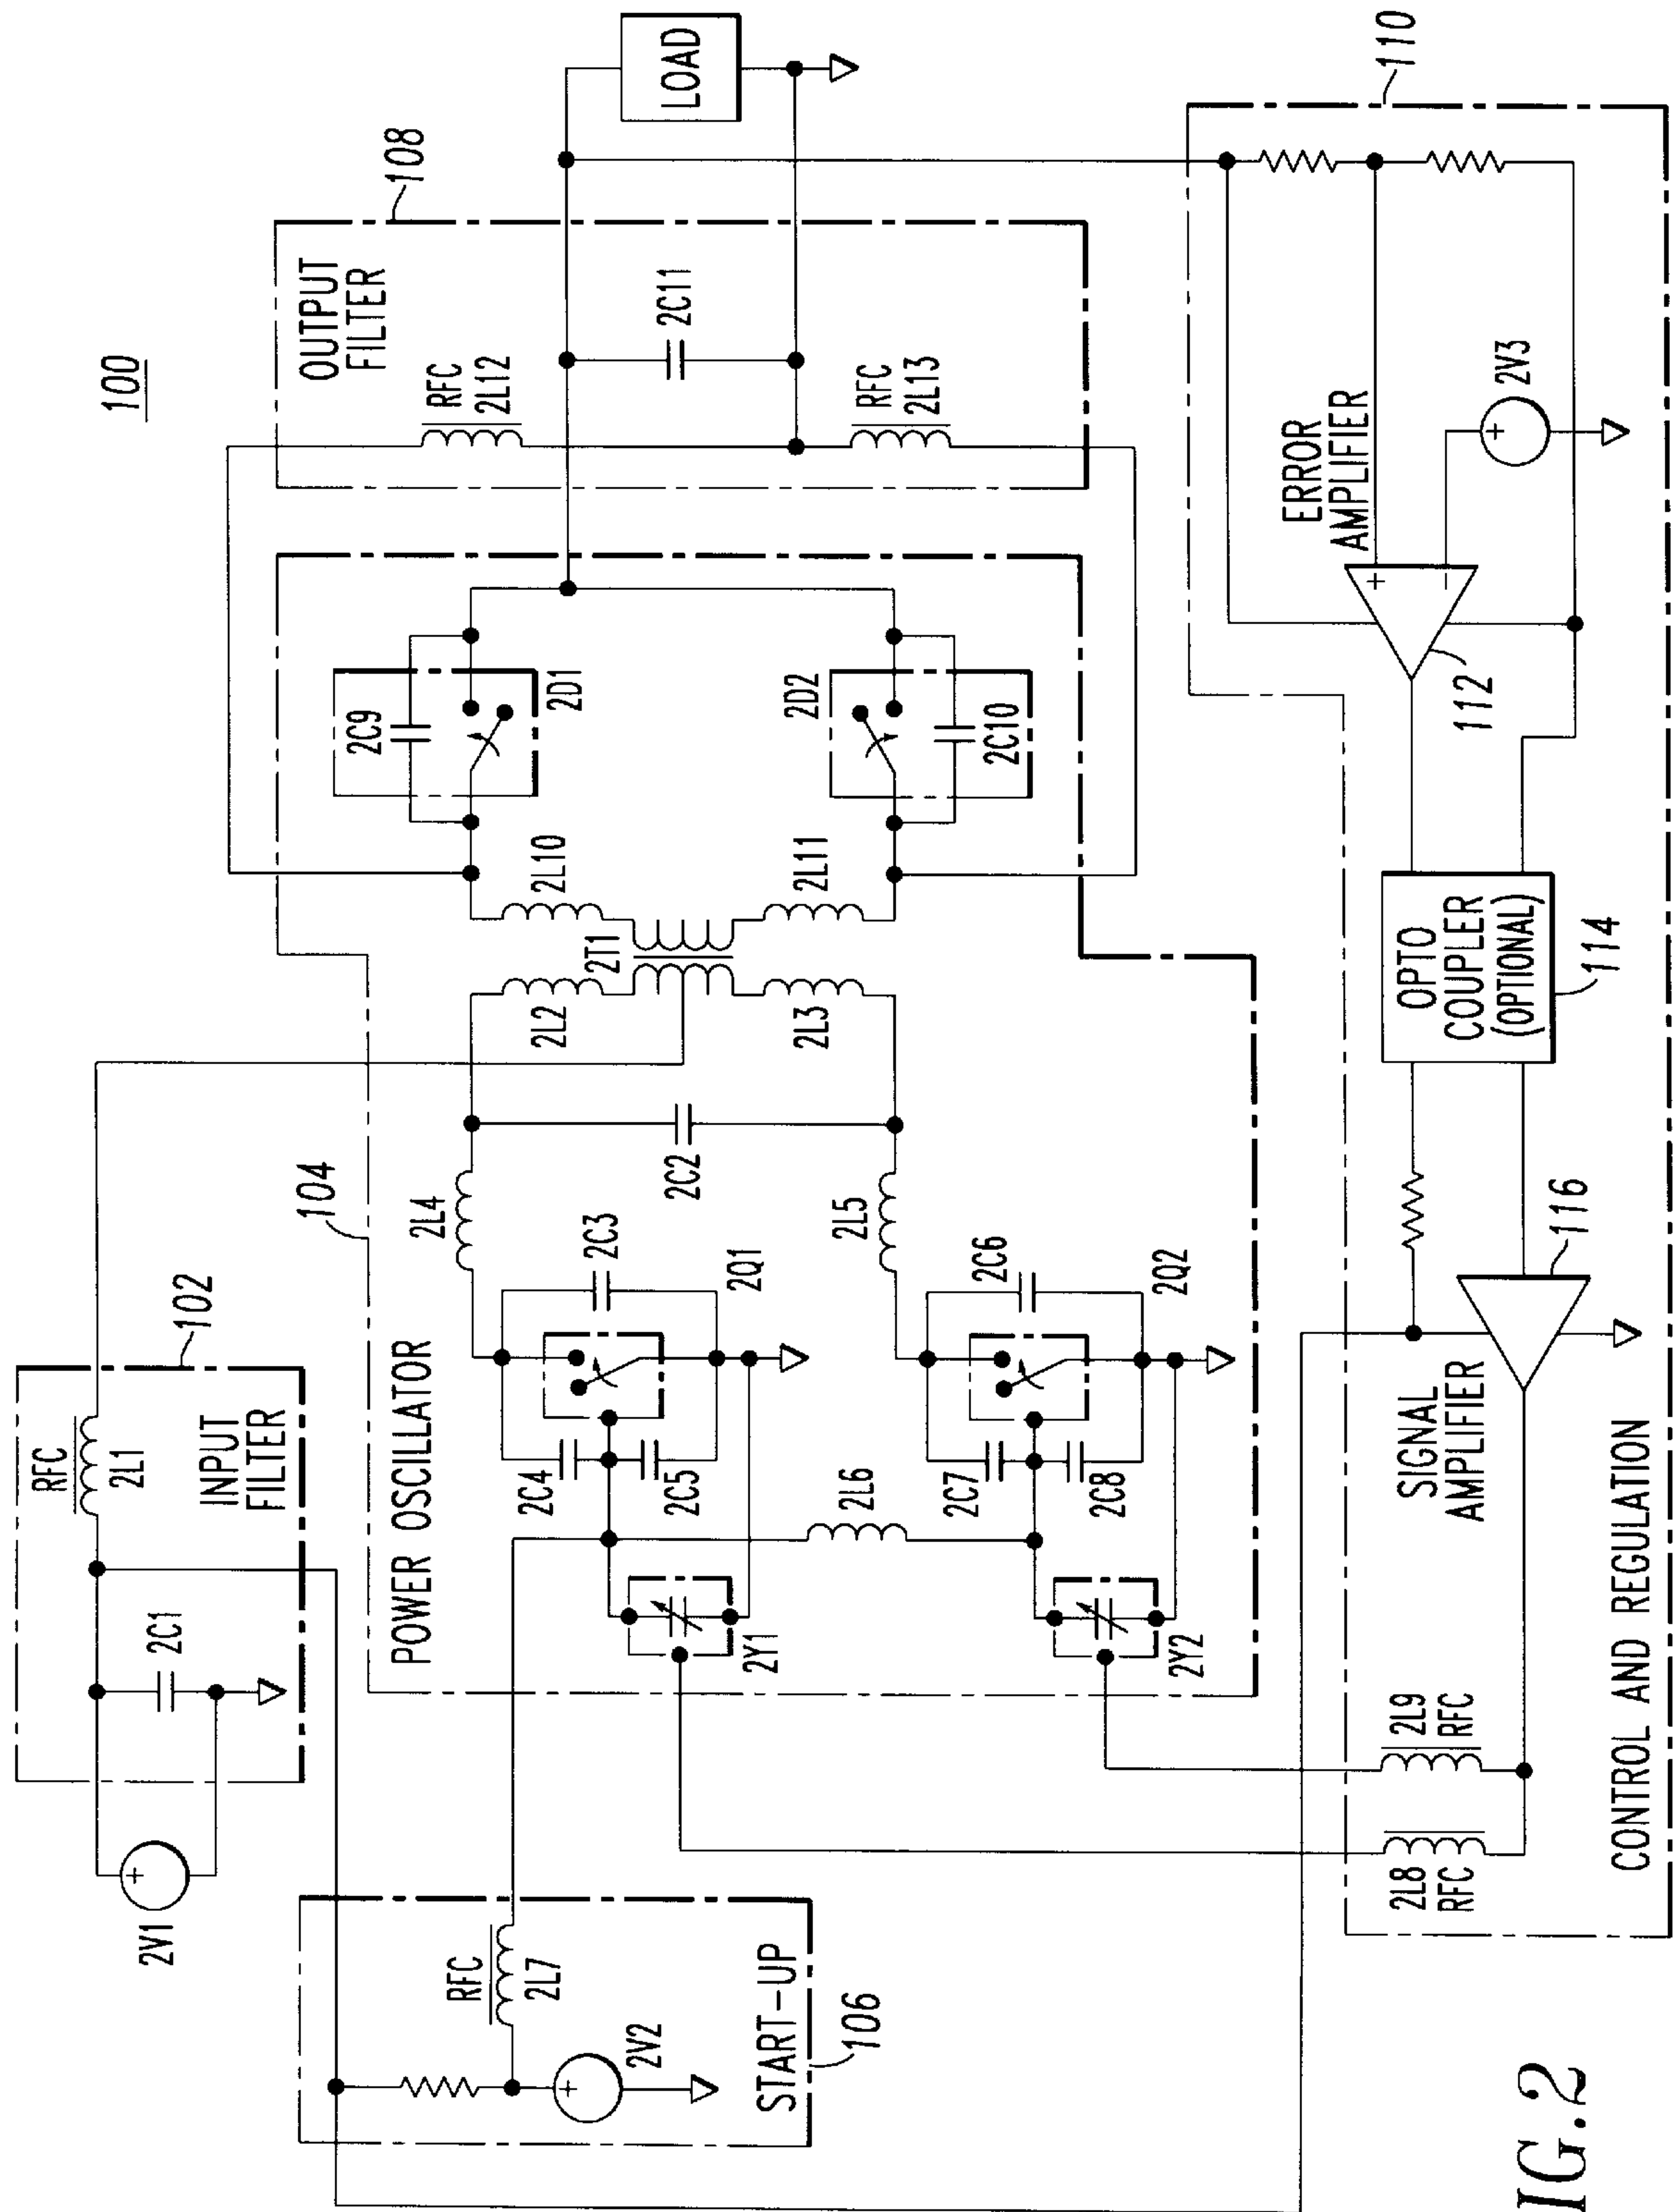 100
2V1
2C1
RFC
2L1
INPUT
FILTER
102
RFC
2L7
2V2
START-UP
106
POWER OSCILLATOR
104
2Y1
2Y2
2C4
2C5
2C3
2Q1
2L6
2C7
2C8
2C6
2Q2
2L4
2L5
2C2
2L2
2T1
2L3
2L10
2L11
2C9
2D1
2D2
2C10
OUTPUT
FILTER
108
RFC
2L12
2C11
RFC
2L13
LOAD
110
ERROR
AMPLIFIER
+
−
112
2V3
OPTO
COUPLER
(OPTIONAL)
114
SIGNAL
AMPLIFIER
116
2L8
RFC
2L9
RFC
CONTROL AND REGULATION
IG.2